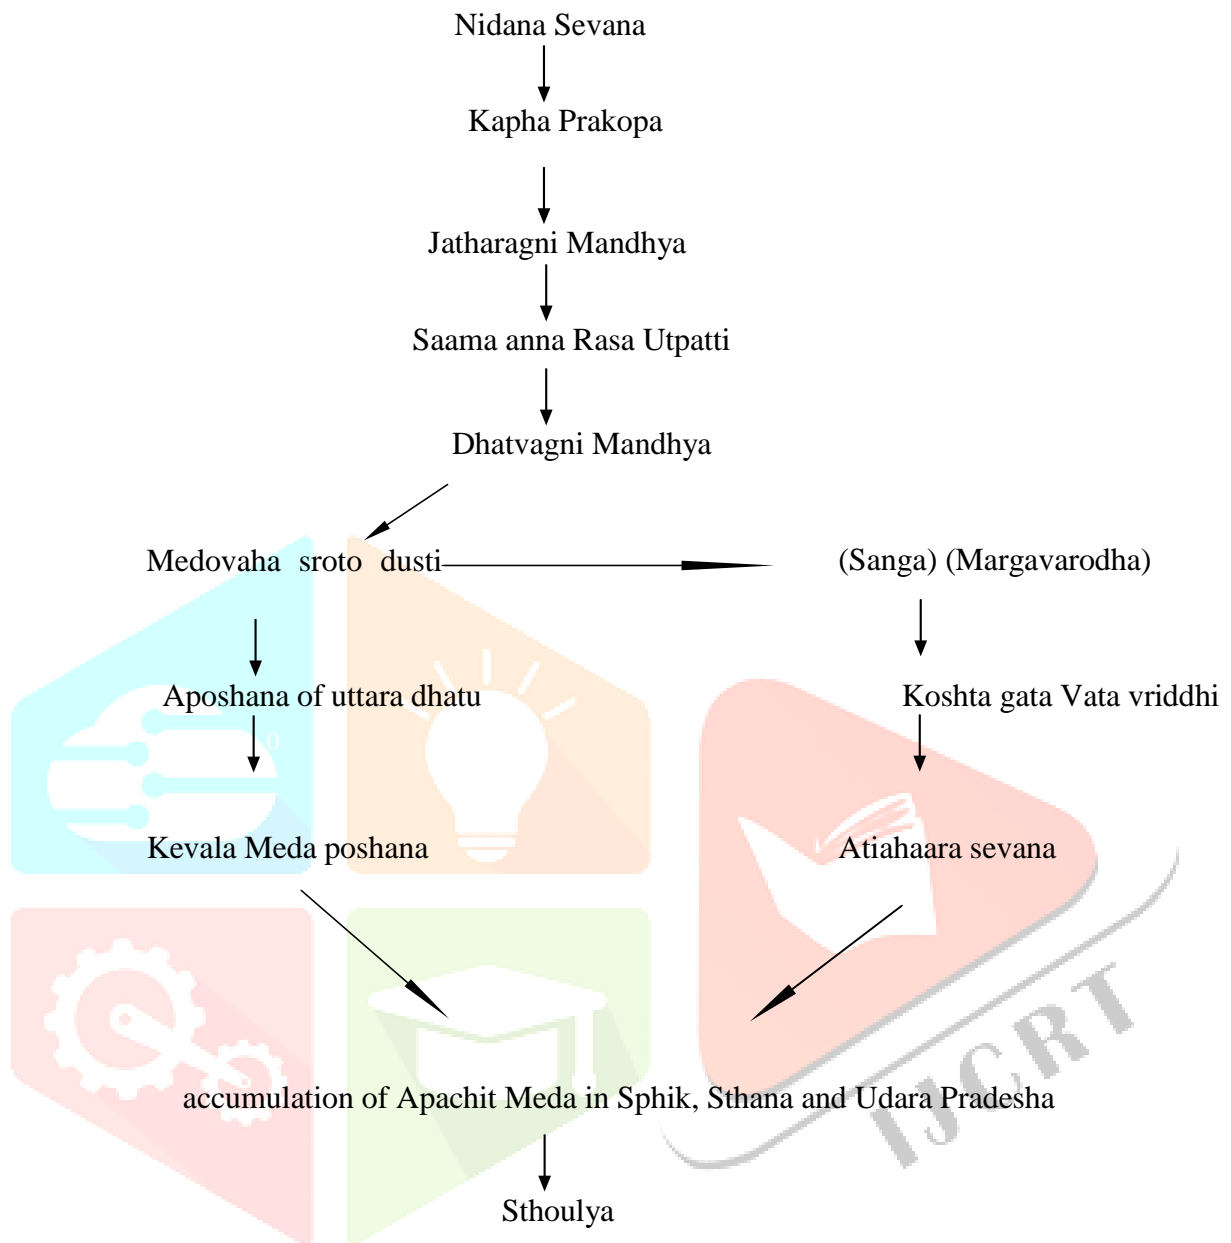 Nidana Sevana
Kapha Prakopa
Jatharagni Mandhya
Saama anna Rasa Utpatti
Dhatvagni Mandhya
Medovaha sroto dusti
(Sanga) (Margavarodha)
Aposhana of uttara dhatu
Koshta gata Vata vriddhi
0
Kevala Meda poshana
Atiahaara sevana
accumulation of Apachit Meda in Sphik, Sthana and Udara Pradesha
Sthoulya
IJCRT